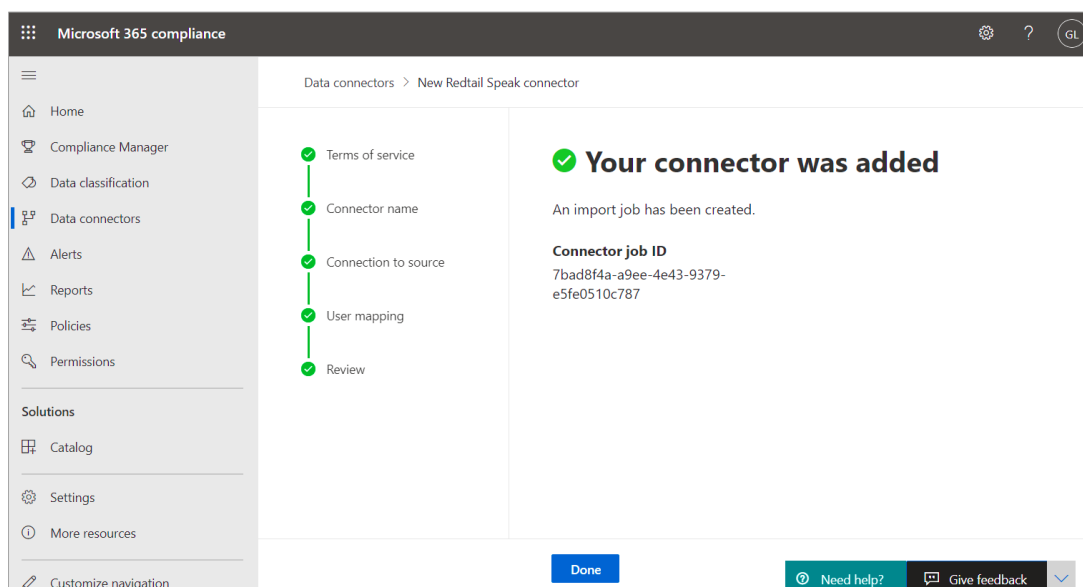 Microsoft 365 compliance
?
GL
Data connectors > New Redtail Speak connector
Home
Compliance Manager
Data classification
Data connectors
Alerts
Reports
Policies
Permissions
Solutions
Catalog
Settings
More resources
Customize navigation
Terms of service
Connector name
Connection to source
User mapping
Review
Your connector was added
An import job has been created.
Connector job ID
7bad8f4a-a9ee-4e43-9379-
e5fe0510c787
Done
Need help?
Give feedback